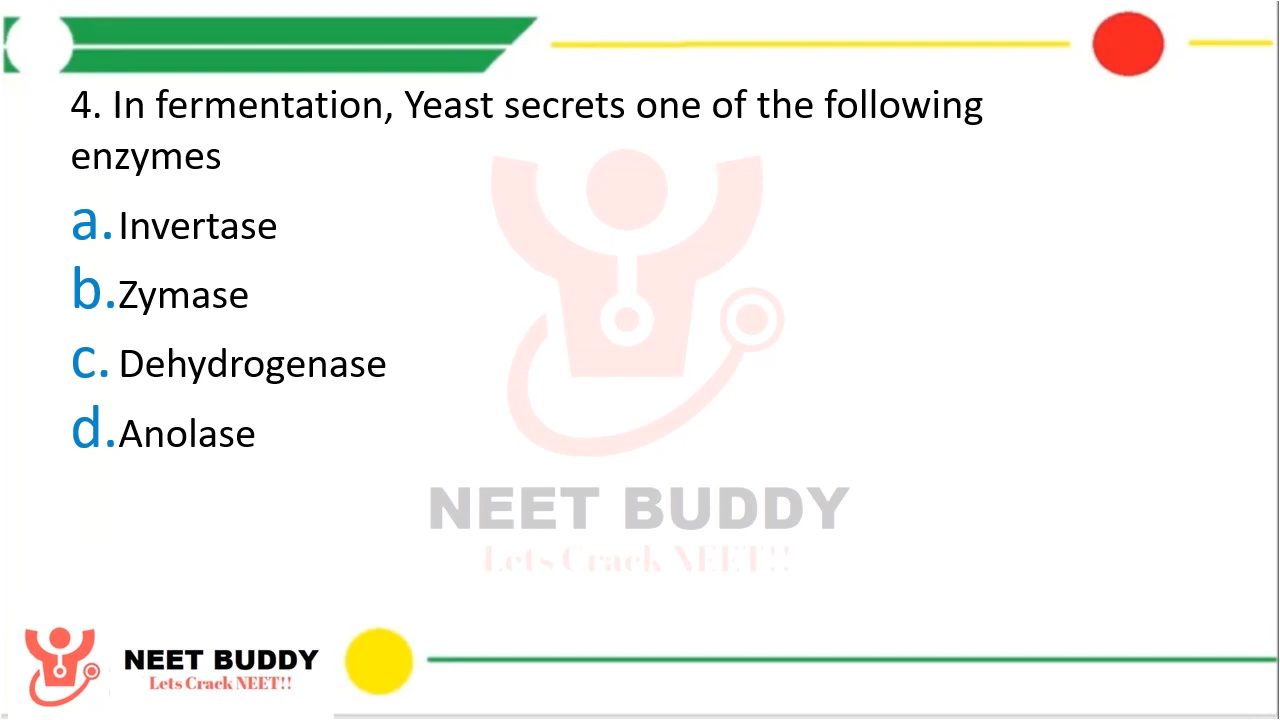 4. In fermentation, Yeast secrets one of the following
enzymes
a. Invertase
b. Zymase
c. Dehydrogenase
d. Anolase
NEET BUDDY
Lets Crack NEET!!
NEET BUDDY
Lets Crack NEET!!